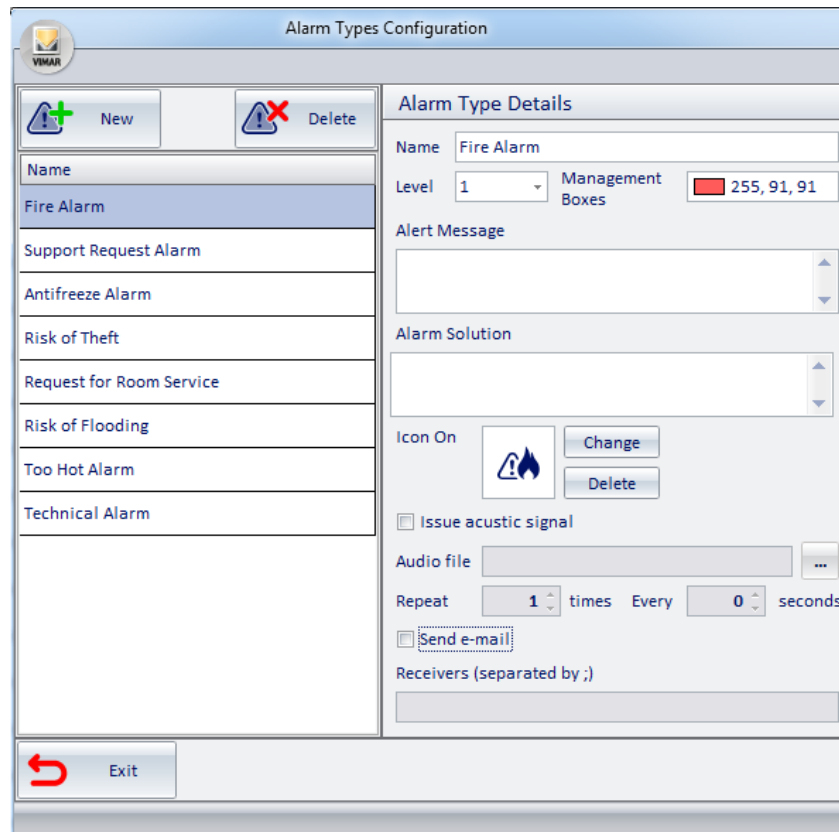 Alarm Types Configuration
VIMAR
New
Delete
Name
Fire Alarm
Support Request Alarm
Antifreeze Alarm
Risk of Theft
Request for Room Service
Risk of Flooding
Too Hot Alarm
Technical Alarm
Exit
Alarm Type Details
Name Fire Alarm
Level 1 Management Boxes 255, 91, 91
Alert Message
Alarm Solution
Icon On
Change
Delete
Issue acustic signal
Audio file ...
Repeat 1 times Every 0 seconds
Send e-mail
Receivers (separated by ;)